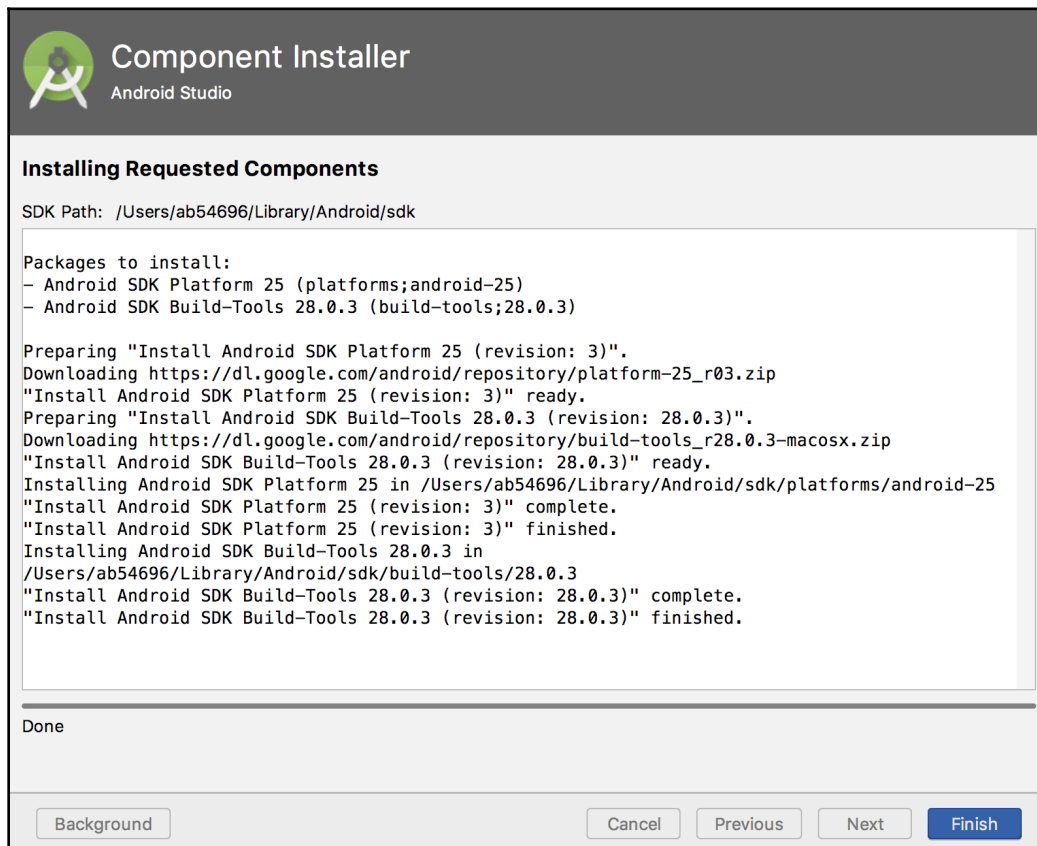 Component Installer
Android Studio
Installing Requested Components
SDK Path: /Users/ab54696/Library/Android/sdk
Packages to install:
- Android SDK Platform 25 (platforms;android-25)
- Android SDK Build-Tools 28.0.3 (build-tools;28.0.3)
Preparing "Install Android SDK Platform 25 (revision: 3)".
Downloading https://dl.google.com/android/repository/platform-25_r03.zip
"Install Android SDK Platform 25 (revision: 3)" ready.
Preparing "Install Android SDK Build-Tools 28.0.3 (revision: 28.0.3)".
Downloading https://dl.google.com/android/repository/build-tools_r28.0.3-macosx.zip
"Install Android SDK Build-Tools 28.0.3 (revision: 28.0.3)" ready.
Installing Android SDK Platform 25 in /Users/ab54696/Library/Android/sdk/platforms/android-25
"Install Android SDK Platform 25 (revision: 3)" complete.
"Install Android SDK Platform 25 (revision: 3)" finished.
Installing Android SDK Build-Tools 28.0.3 in
/Users/ab54696/Library/Android/sdk/build-tools/28.0.3
"Install Android SDK Build-Tools 28.0.3 (revision: 28.0.3)" complete.
"Install Android SDK Build-Tools 28.0.3 (revision: 28.0.3)" finished.
Done
Background Cancel Previous Next Finish